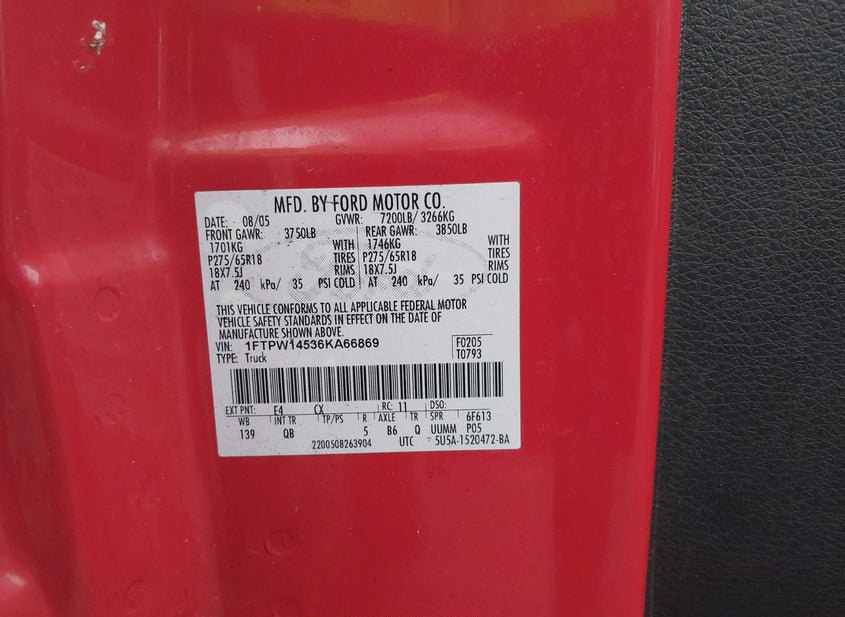 MFD. BY FORD MOTOR CO.
DATE: 08/05 GVWR: 7200LB/ 3266KG
FRONT GAWR: 3750LB REAR GAWR: 3850LB
1701KG WITH 1746KG WITH
P275/65R18 TIRES P275/65R18 TIRES
18X7.5J RIMS 18X7.5J RIMS
AT 240 kPa/ 35 PSI COLD AT 240 kPa/ 35 PSI COLD
THIS VEHICLE CONFORMS TO ALL APPLICABLE FEDERAL MOTOR
VEHICLE SAFETY STANDARDS IN EFFECT ON THE DATE OF
MANUFACTURE SHOWN ABOVE.
VIN: 1FTPW14536KA66869 F0205
TYPE: Truck T0793
EXT PNT: E4 CX RC: 11 DSO:
WB INT TR TP/PS R AXLE TR SPR 6F613
139 QB 5 B6 Q UUMM P05
2200508263904 UTC 5U5A-1520472-BA